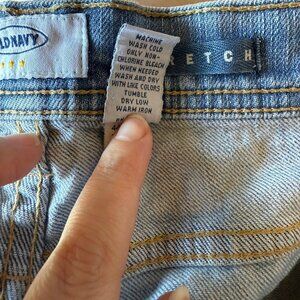 OLD NAVY
MACHINE
WASH COLD
ONLY NON-
CHLORINE BLEACH
WHEN NEEDED
WASH AND DRY
WITH LIKE COLORS
TUMBLE
DRY LOW
WARM IRON
RETCH